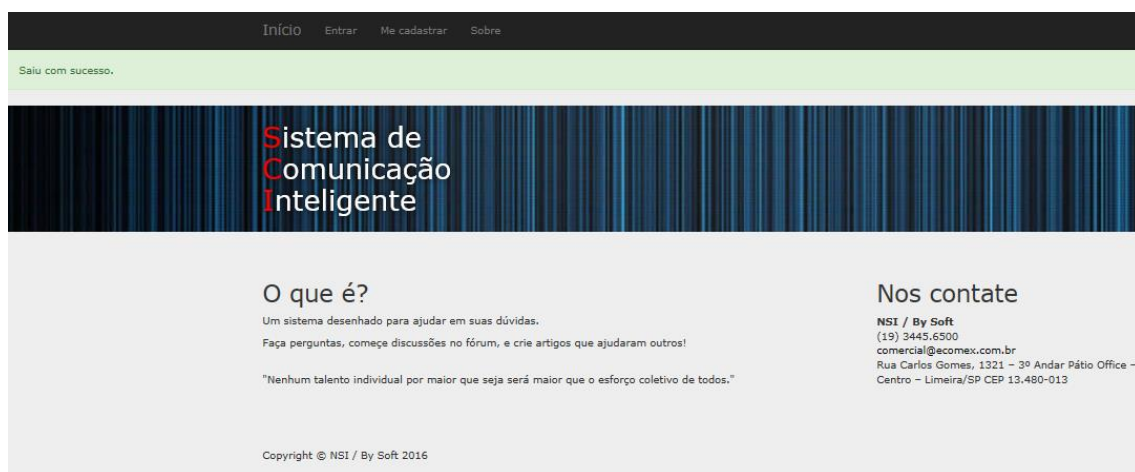 Início Entrar Me cadastrar Sobre
Saiu com sucesso.
Sistema de
Comunicação
Inteligente
O que é?
Um sistema desenhado para ajudar em suas dúvidas.
Faça perguntas, começe discussões no fórum, e crie artigos que ajudaram outros!
"Nenhum talento individual por maior que seja será maior que o esforço coletivo de todos."
Nos contate
NSI / By Soft
(19) 3445.6500
comercial@ecomex.com.br
Rua Carlos Gomes, 1321 – 3º Andar Pátio Office –
Centro – Limeira/SP CEP 13.480-013
Copyright © NSI / By Soft 2016